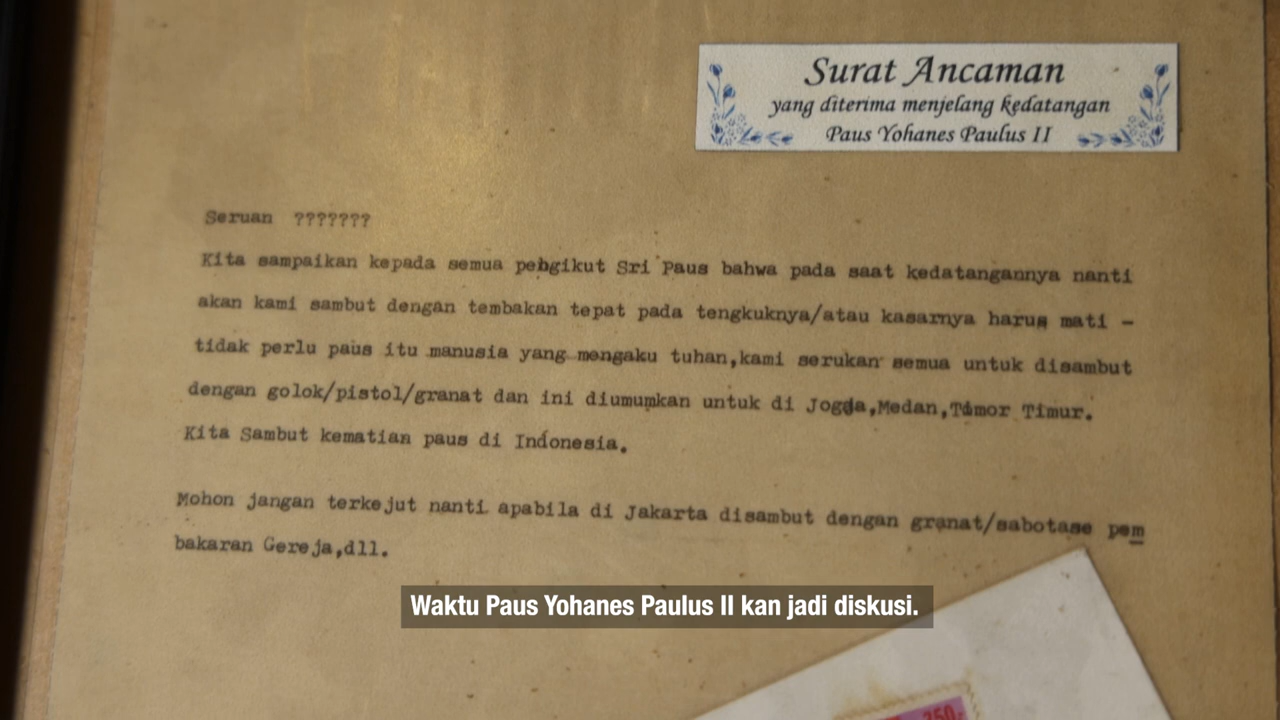 Surat Ancaman
yang diterima menjelang kedatangan
Paus Yohanes Paulus II
Seruan ???????
Kita sampaikan kepada semua pengikut Sri Paus bahwa pada saat kedatangannya nanti
akan kami sambut dengan tembakan tepat pada tengkuknya/atau kasarnya harus mati -
tidak perlu paus itu manusia yang mengaku tuhan,kami serukan semua untuk disambut
dengan golok/pistol/granat dan ini diumumkan untuk di Jogja,Medan,Timor Timur.
Kita Sambut kematian paus di Indonesia.
Mohon jangan terkejut nanti apabila di Jakarta disambut dengan granat/sabotase pem
bakaran Gereja,dll.
Waktu Paus Yohanes Paulus II kan jadi diskusi.
350.-